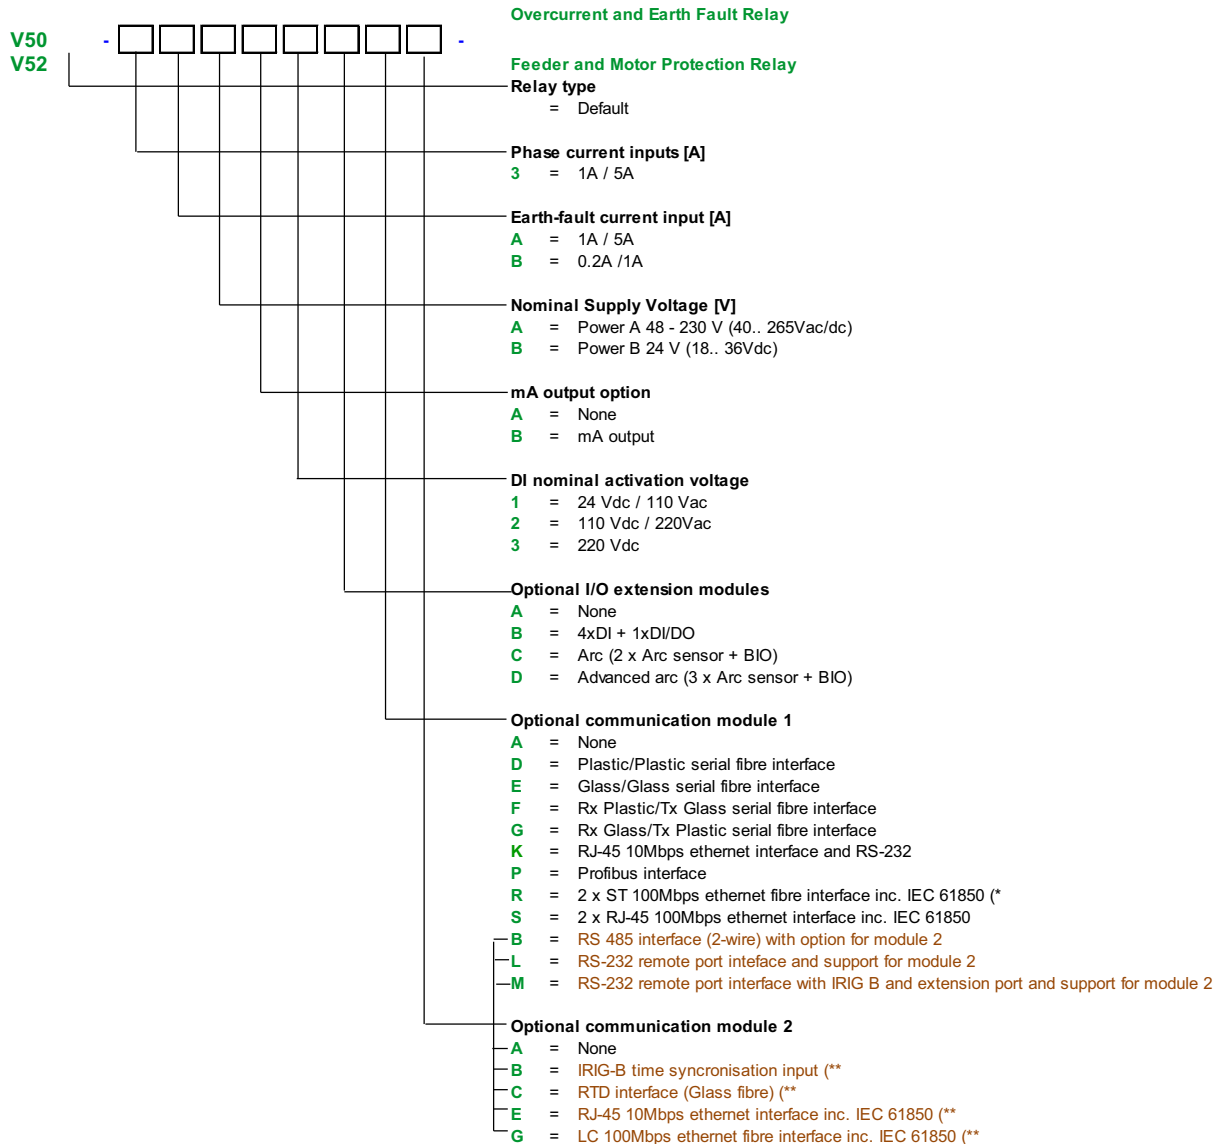 Overcurrent and Earth Fault Relay
V50 - -
V52
Feeder and Motor Protection Relay
Relay type
= Default
Phase current inputs [A]
3 = 1A / 5A
Earth-fault current input [A]
A = 1A / 5A
B = 0.2A /1A
Nominal Supply Voltage [V]
A = Power A 48 - 230 V (40.. 265Vac/dc)
B = Power B 24 V (18.. 36Vdc)
mA output option
A = None
B = mA output
DI nominal activation voltage
1 = 24 Vdc / 110 Vac
2 = 110 Vdc / 220Vac
3 = 220 Vdc
Optional I/O extension modules
A = None
B = 4xDI + 1xDI/DO
C = Arc (2 x Arc sensor + BIO)
D = Advanced arc (3 x Arc sensor + BIO)
Optional communication module 1
A = None
D = Plastic/Plastic serial fibre interface
E = Glass/Glass serial fibre interface
F = Rx Plastic/Tx Glass serial fibre interface
G = Rx Glass/Tx Plastic serial fibre interface
K = RJ-45 10Mbps ethernet interface and RS-232
P = Profibus interface
R = 2 x ST 100Mbps ethernet fibre interface inc. IEC 61850 (*
S = 2 x RJ-45 100Mbps ethernet interface inc. IEC 61850
B = RS 485 interface (2-wire) with option for module 2
L = RS-232 remote port inteface and support for module 2
M = RS-232 remote port interface with IRIG B and extension port and support for module 2
Optional communication module 2
A = None
B = IRIG-B time syncronisation input (**
C = RTD interface (Glass fibre) (**
E = RJ-45 10Mbps ethernet interface inc. IEC 61850 (**
G = LC 100Mbps ethernet fibre interface inc. IEC 61850 (**